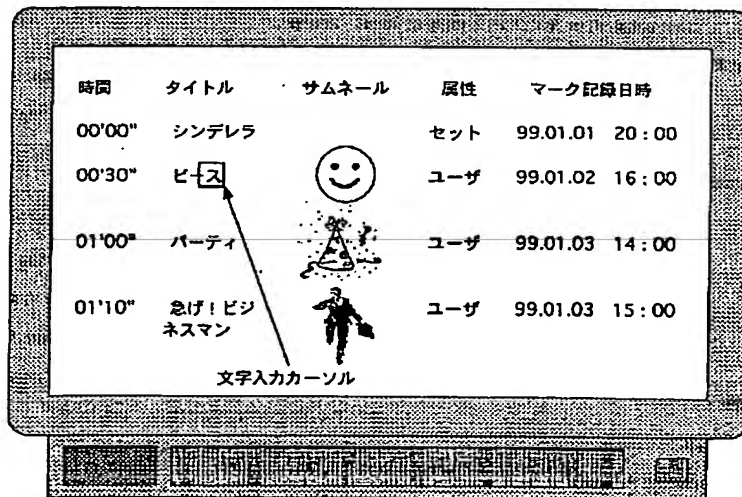 時間 タイトル サムネール 属性 マーク記録日時
00'00" シンデレラ セット 99.01.01 20:00
00'30" ピース ユーザ 99.01.02 16:00
01'00" パーティ ユーザ 99.01.03 14:00
01'10" 急げ!ビジ ユーザ 99.01.03 15:00
ネスマン
文字入力カーソル